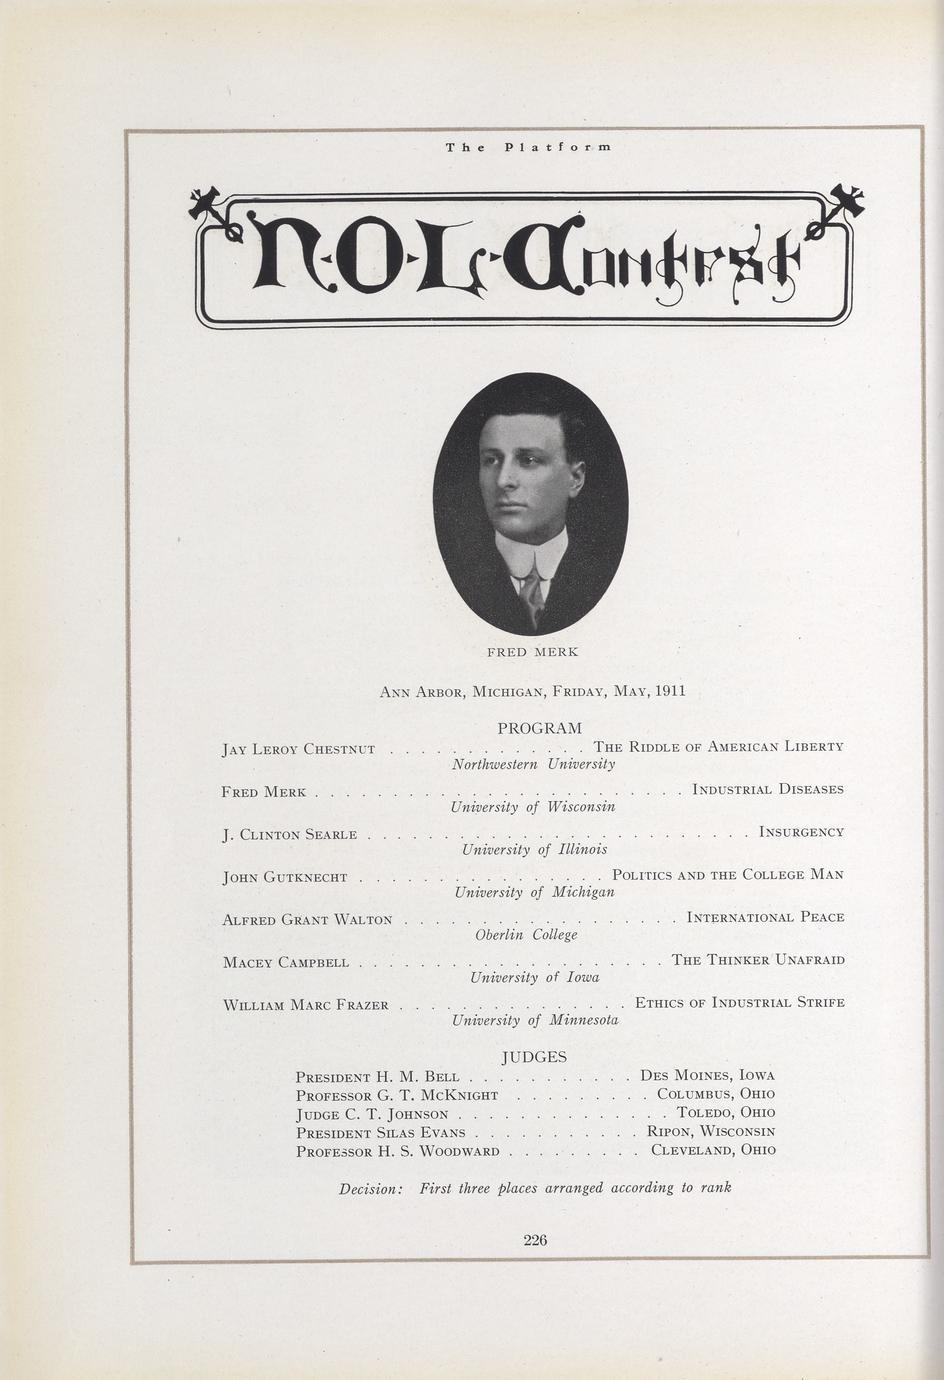 The Platform
N·O·L·Contest
FRED MERK
ANN ARBOR, MICHIGAN, FRIDAY, MAY, 1911
PROGRAM
JAY LEROY CHESTNUT . . . . . . . . . . . . . THE RIDDLE OF AMERICAN LIBERTY
Northwestern University
FRED MERK . . . . . . . . . . . . . . . . . . . . . . . . INDUSTRIAL DISEASES
University of Wisconsin
J. CLINTON SEARLE . . . . . . . . . . . . . . . . . . . . . . . . . INSURGENCY
University of Illinois
JOHN GUTKNECHT . . . . . . . . . . . . . . . . POLITICS AND THE COLLEGE MAN
University of Michigan
ALFRED GRANT WALTON . . . . . . . . . . . . . . . . . . INTERNATIONAL PEACE
Oberlin College
MACEY CAMPBELL . . . . . . . . . . . . . . . . . . . . THE THINKER UNAFRAID
University of Iowa
WILLIAM MARC FRAZER . . . . . . . . . . . . . . . ETHICS OF INDUSTRIAL STRIFE
University of Minnesota
JUDGES
PRESIDENT H. M. BELL . . . . . . . . . . . DES MOINES, IOWA
PROFESSOR G. T. MCKNIGHT . . . . . . . . . COLUMBUS, OHIO
JUDGE C. T. JOHNSON . . . . . . . . . . . . . . TOLEDO, OHIO
PRESIDENT SILAS EVANS . . . . . . . . . . . RIPON, WISCONSIN
PROFESSOR H. S. WOODWARD . . . . . . . . . CLEVELAND, OHIO
Decision: First three places arranged according to rank
226